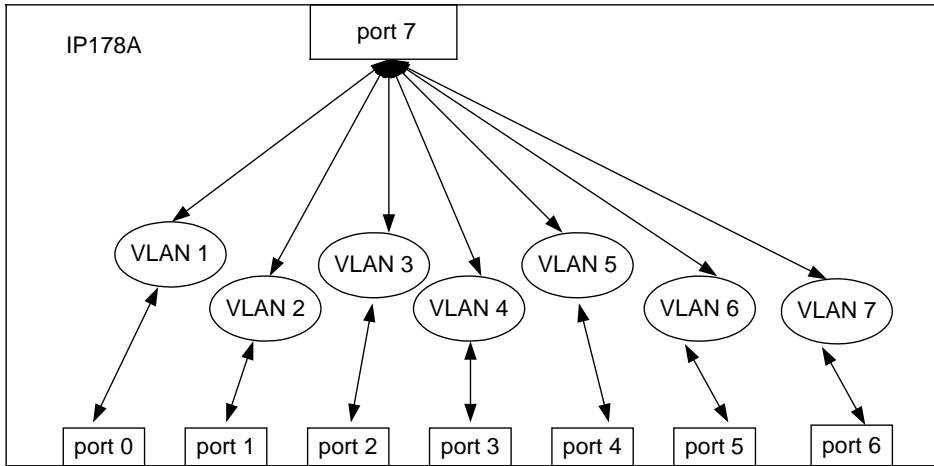 port 7
IP178A
VLAN 1
VLAN 3
VLAN 5
VLAN 2
VLAN 4
VLAN 6
VLAN 7
port 0
port 1
port 2
port 3
port 4
port 5
port 6